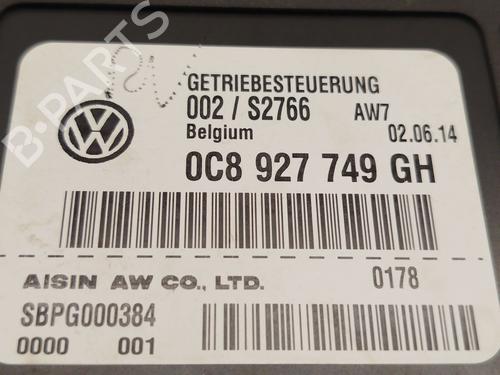 GETRIEBESTEUERUNG
002 / S2766 AW7
Belgium 02.06.14
0C8 927 749 GH
AISIN AW CO., LTD. 0178
SBPG000384
0000 001
B-PARTS